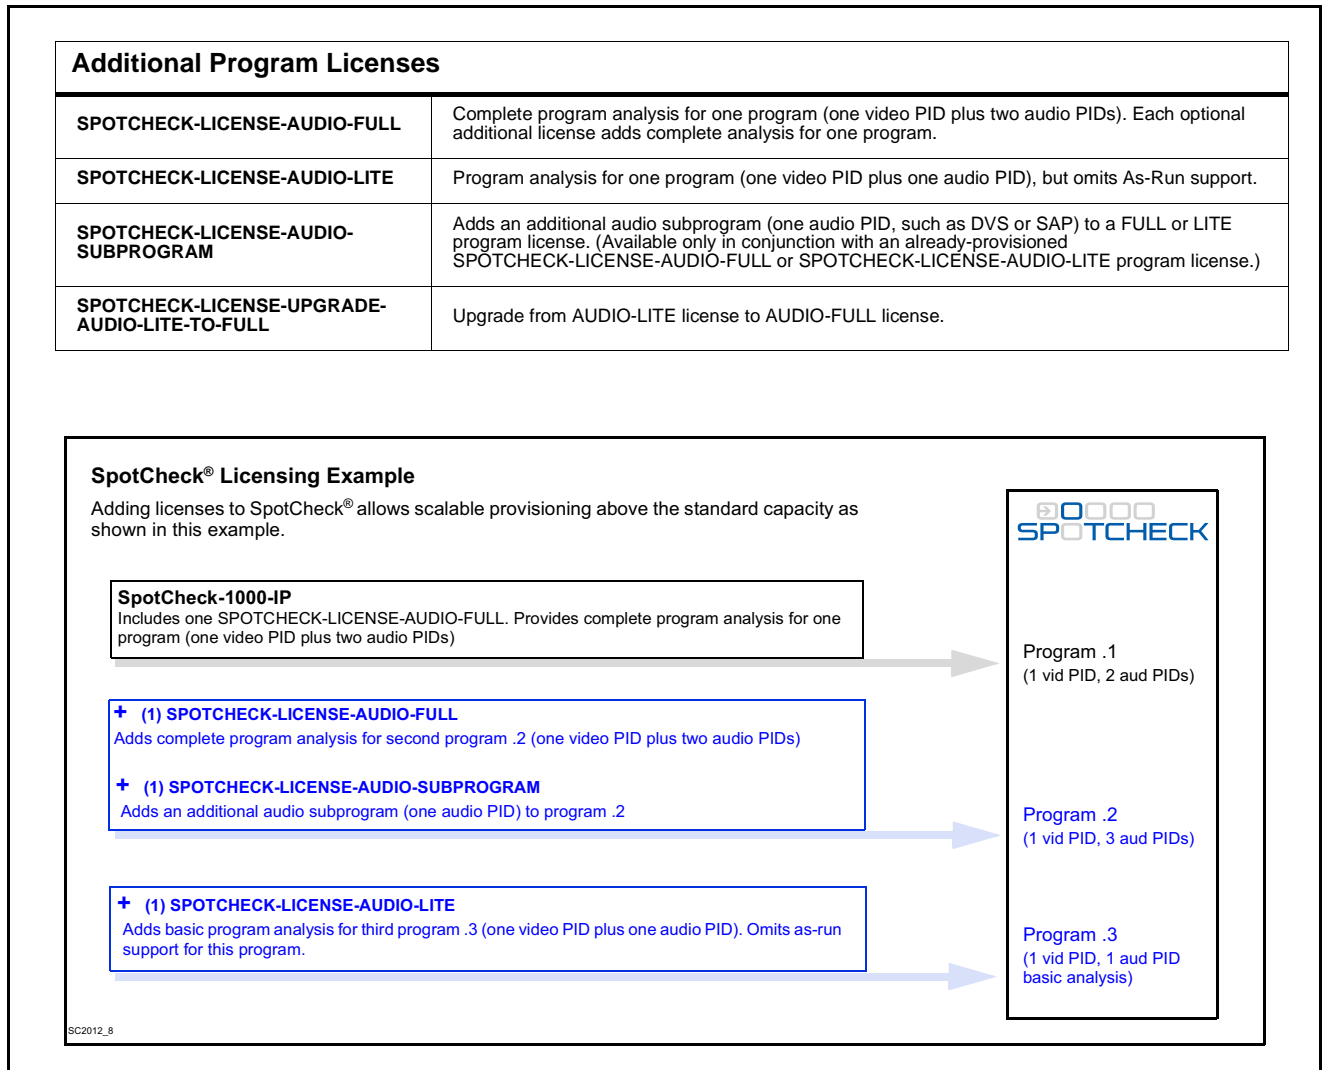 Additional Program Licenses
SPOTCHECK-LICENSE-AUDIO-FULL
Complete program analysis for one program (one video PID plus two audio PIDs). Each optional
additional license adds complete analysis for one program.
SPOTCHECK-LICENSE-AUDIO-LITE
Program analysis for one program (one video PID plus one audio PID), but omits As-Run support.
SPOTCHECK-LICENSE-AUDIO-
SUBPROGRAM
Adds an additional audio subprogram (one audio PID, such as DVS or SAP) to a FULL or LITE
program license. (Available only in conjunction with an already-provisioned
SPOTCHECK-LICENSE-AUDIO-FULL or SPOTCHECK-LICENSE-AUDIO-LITE program license.)
SPOTCHECK-LICENSE-UPGRADE-
AUDIO-LITE-TO-FULL
Upgrade from AUDIO-LITE license to AUDIO-FULL license.
SpotCheck® Licensing Example
Adding licenses to SpotCheck® allows scalable provisioning above the standard capacity as
shown in this example.
SPOTCHECK
SpotCheck-1000-IP
Includes one SPOTCHECK-LICENSE-AUDIO-FULL. Provides complete program analysis for one
program (one video PID plus two audio PIDs)
Program .1
(1 vid PID, 2 aud PIDs)
+ (1) SPOTCHECK-LICENSE-AUDIO-FULL
Adds complete program analysis for second program .2 (one video PID plus two audio PIDs)
+ (1) SPOTCHECK-LICENSE-AUDIO-SUBPROGRAM
Adds an additional audio subprogram (one audio PID) to program .2
Program .2
(1 vid PID, 3 aud PIDs)
+ (1) SPOTCHECK-LICENSE-AUDIO-LITE
Adds basic program analysis for third program .3 (one video PID plus one audio PID). Omits as-run
support for this program.
Program .3
(1 vid PID, 1 aud PID
basic analysis)
SC2012_8